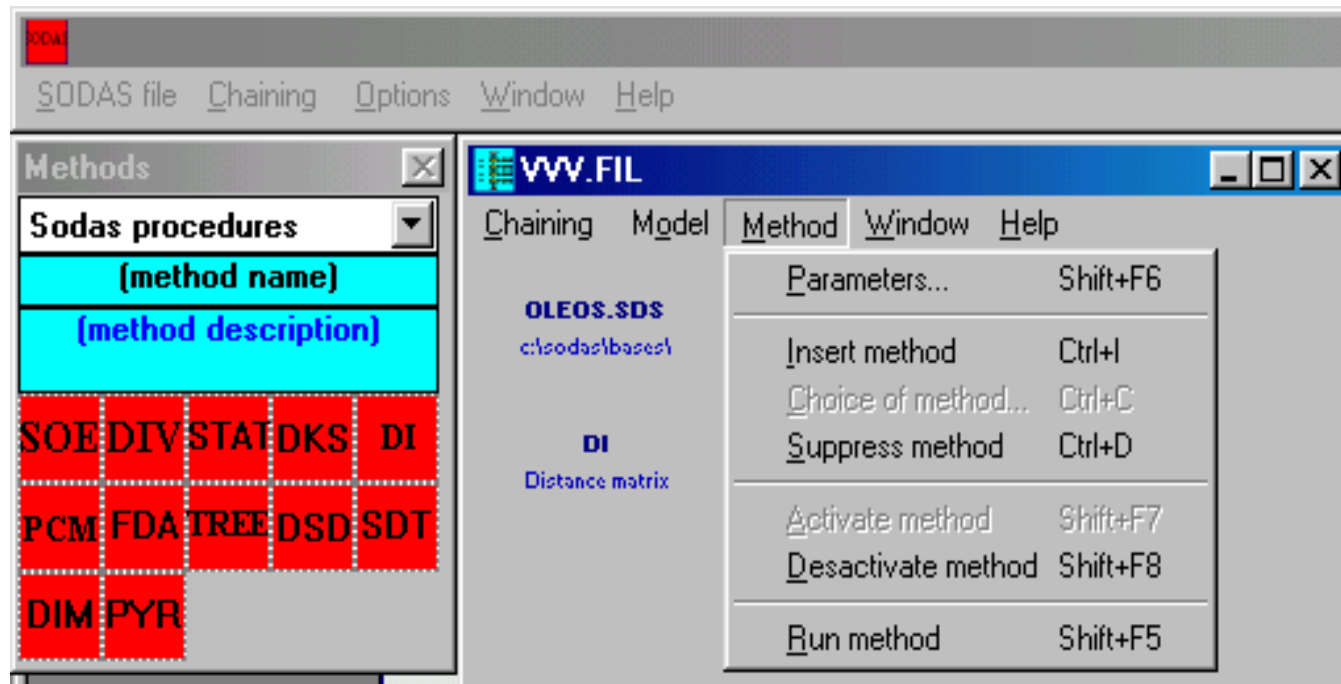 SODAS
SODAS file Chaining Options Window Help
Methods
Sodas procedures
(method name)
(method description)
SOE DIV STAT DKS DI
PCM FDA TREE DSD SDT
DIM PYR
VVV.FIL
Chaining Model Method Window Help
OLEOS.SDS
c:\sodas\bases\
DI
Distance matrix
Parameters... Shift+F6
Insert method Ctrl+I
Choice of method... Ctrl+C
Suppress method Ctrl+D
Activate method Shift+F7
Desactivate method Shift+F8
Run method Shift+F5